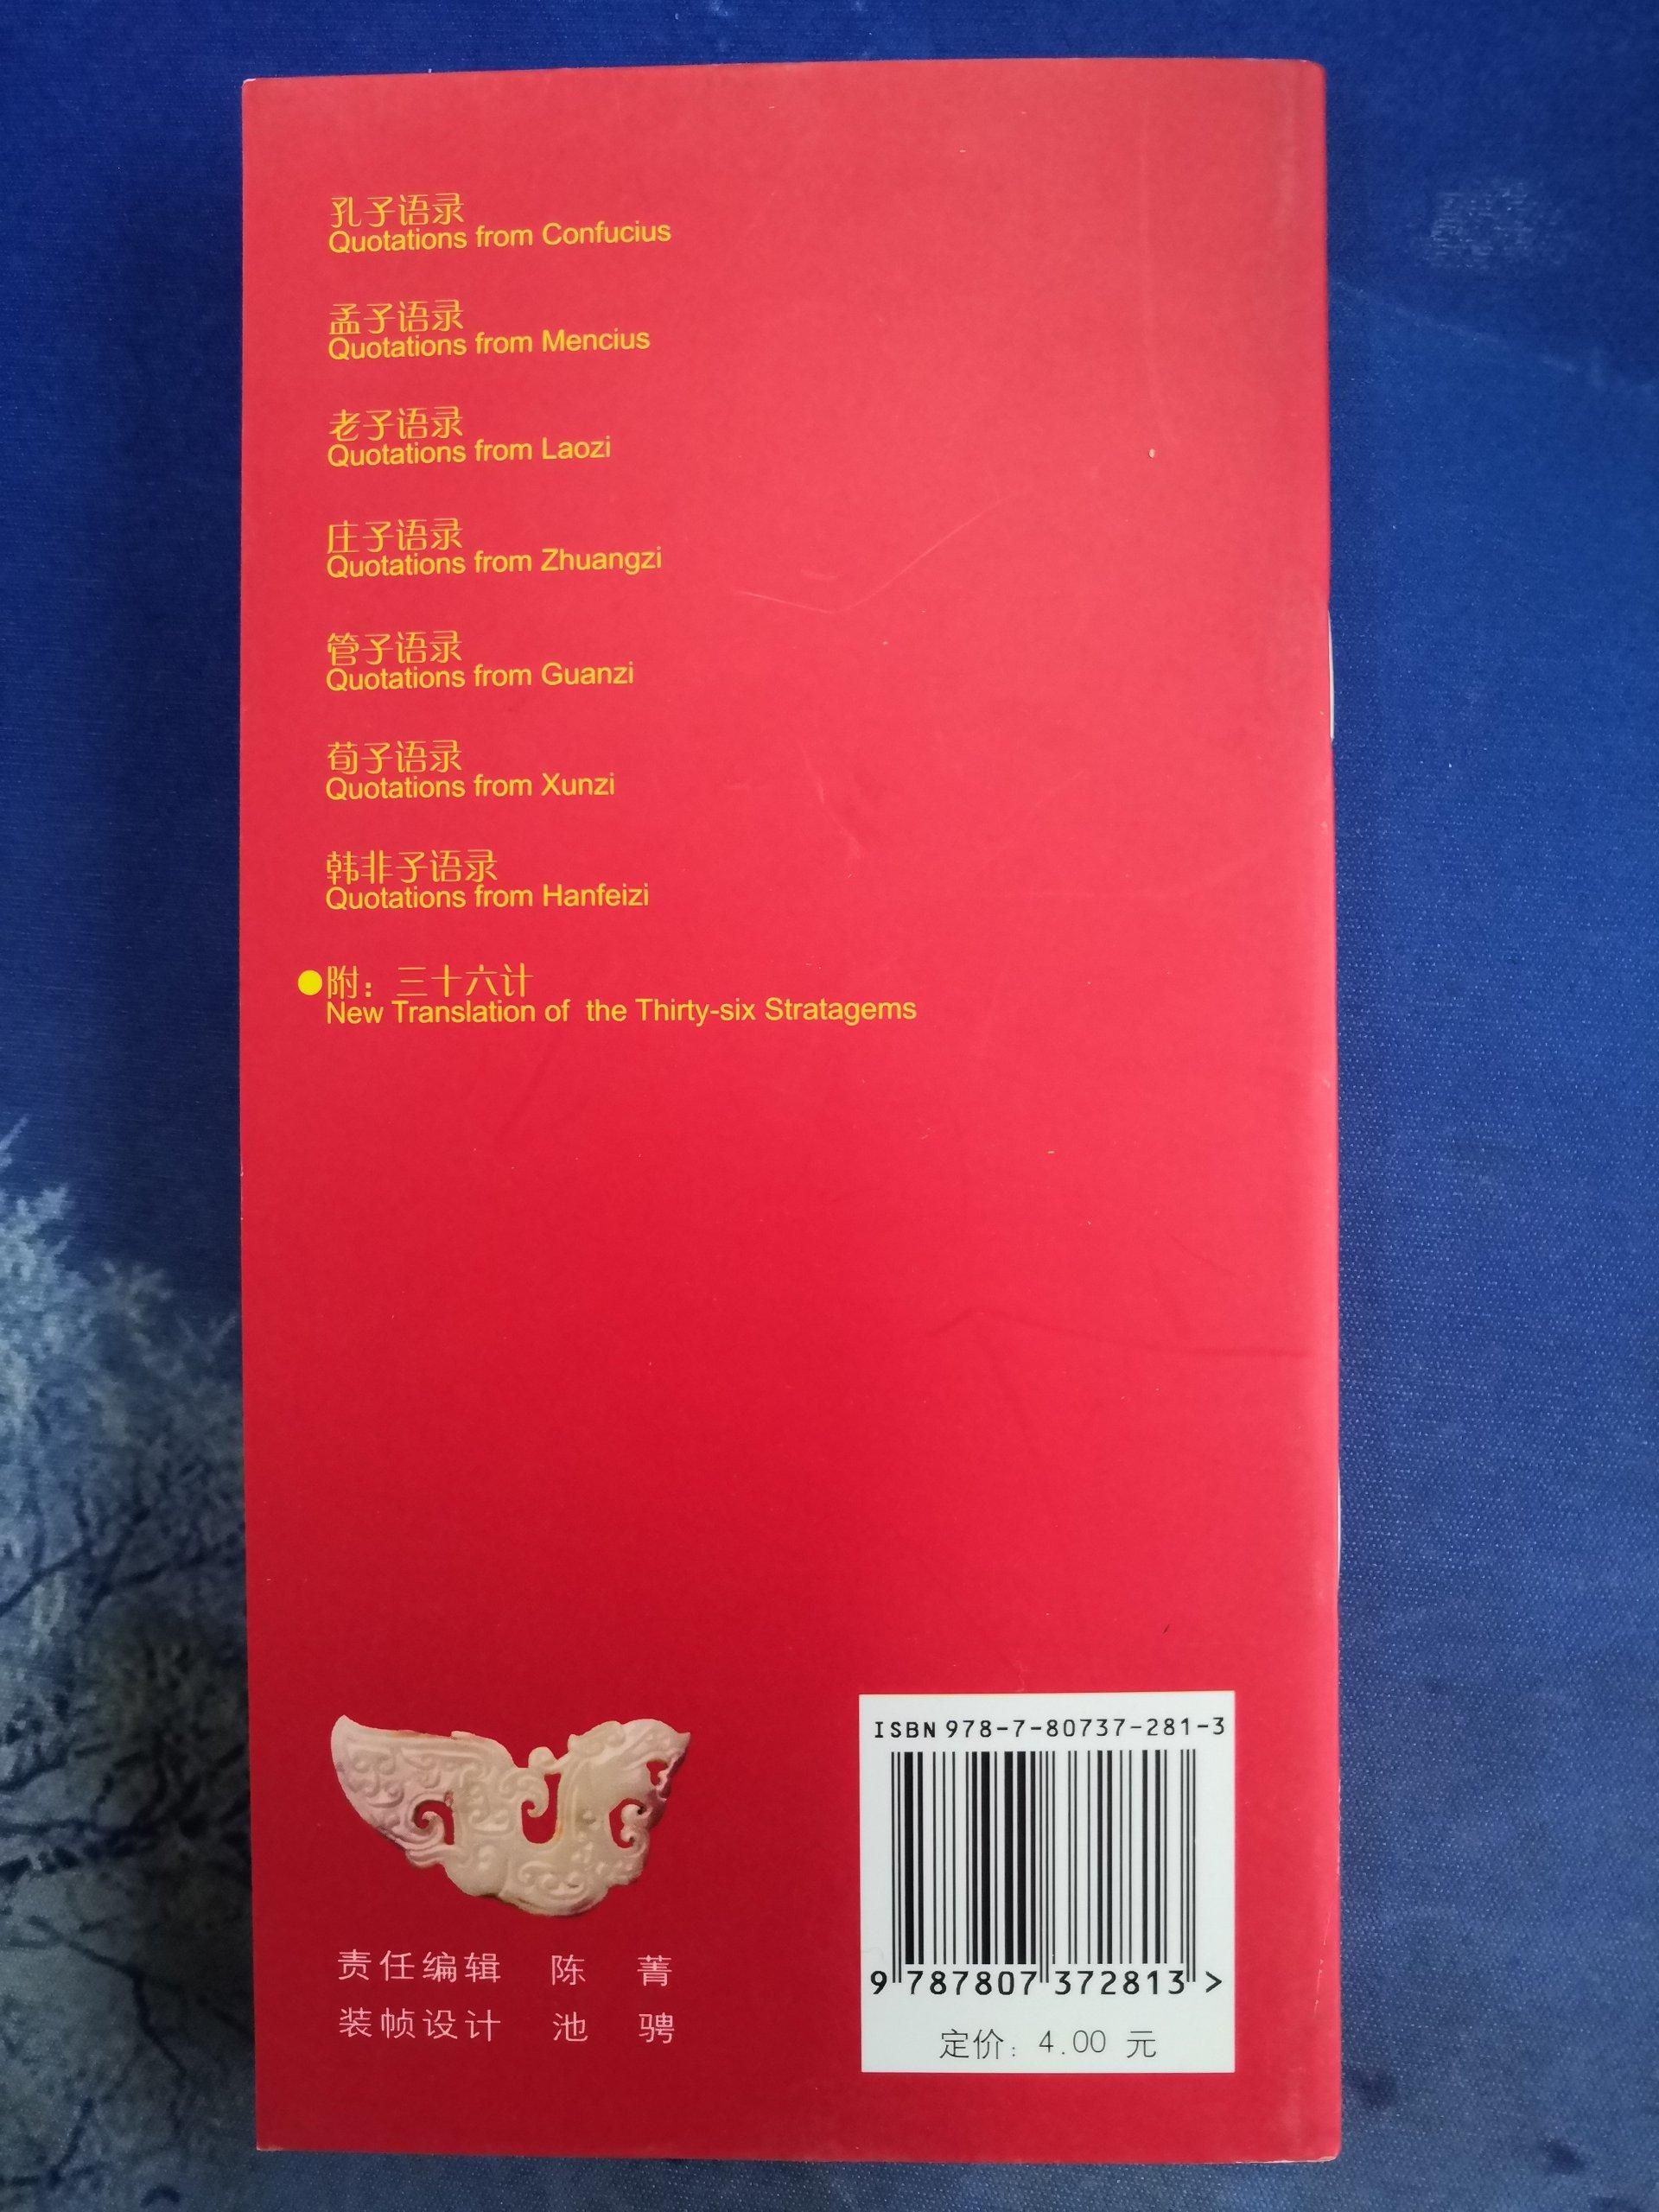 孔子语录
Quotations from Confucius
孟子语录
Quotations from Mencius
老子语录
Quotations from Laozi
庄子语录
Quotations from Zhuangzi
管子语录
Quotations from Guanzi
荀子语录
Quotations from Xunzi
韩非子语录
Quotations from Hanfeizi
●附：三十六计
New Translation of the Thirty-six Stratagems
责任编辑 陈 菁
装帧设计 池 骋
ISBN 978-7-80737-281-3
9 787807 372813 >
定价：4.00 元